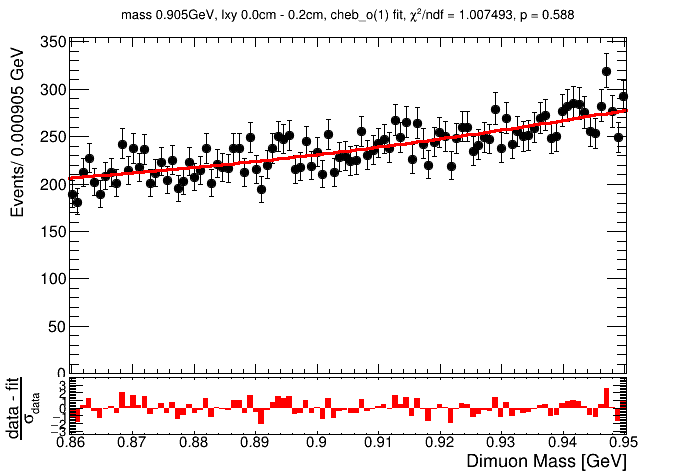 mass 0.905GeV, lxy 0.0cm - 0.2cm, cheb_o(1) fit, χ²/ndf = 1.007493, p = 0.588
Events/ 0.000905 GeV
350
300
250
200
150
100
50
0
data - fit
σdata
3
2
1
0
−1
−2
−3
0.86 0.87 0.88 0.89 0.9 0.91 0.92 0.93 0.94 0.95
Dimuon Mass [GeV]